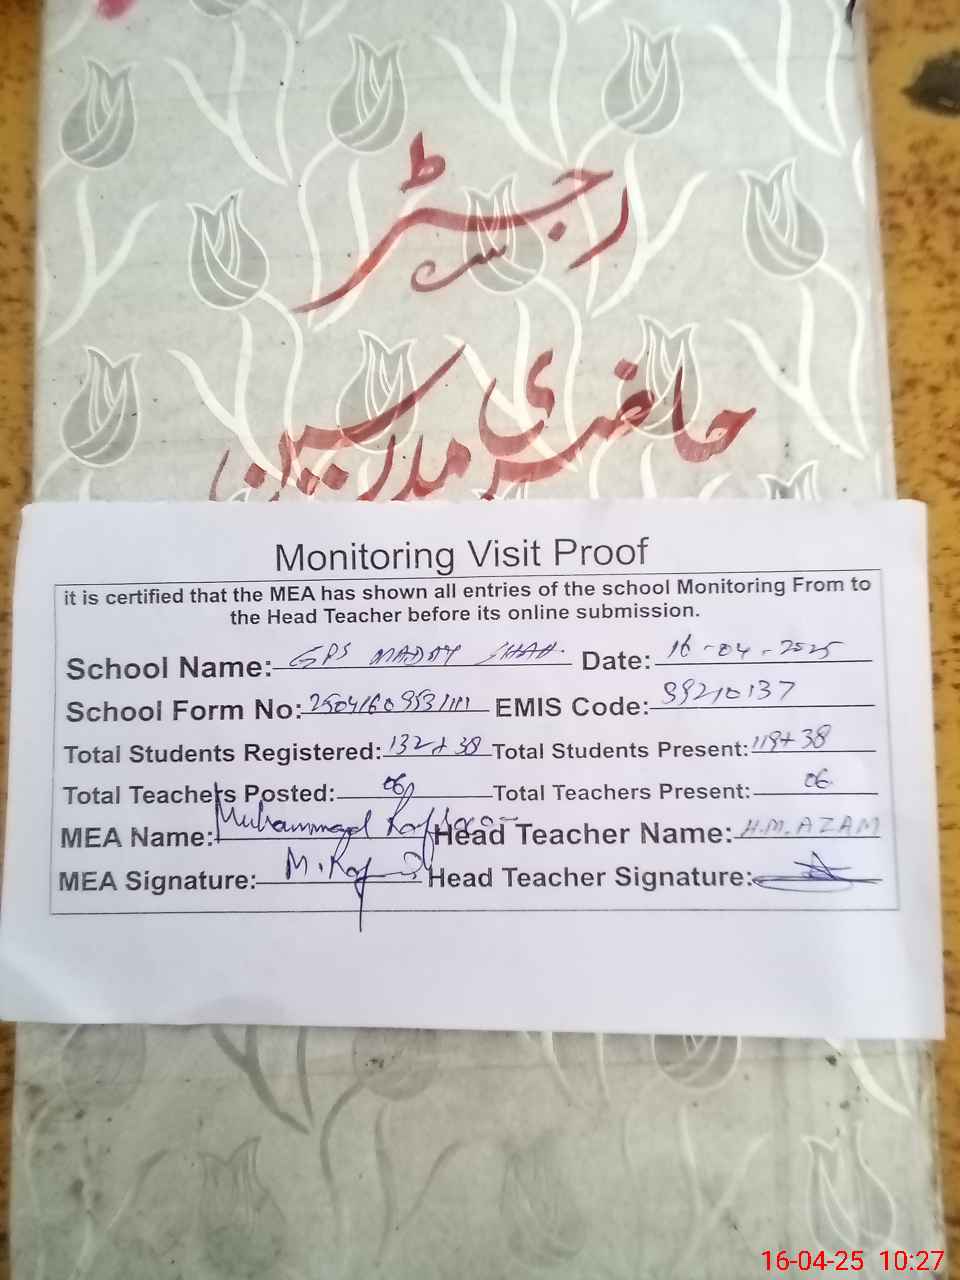 رجسٹر
حاضری مدرسین
Monitoring Visit Proof
it is certified that the MEA has shown all entries of the school Monitoring From to
the Head Teacher before its online submission.
School Name: GPS MADAY SHAH. Date: 16-04-2025
School Form No: EMIS Code:
Total Students Registered: 132+38 Total Students Present: 119+38
Total Teachers Posted: 06 Total Teachers Present: 06
MEA Name: Muhammad Head Teacher Name: H.M.AZAM
MEA Signature: Head Teacher Signature:
16-04-25 10:27